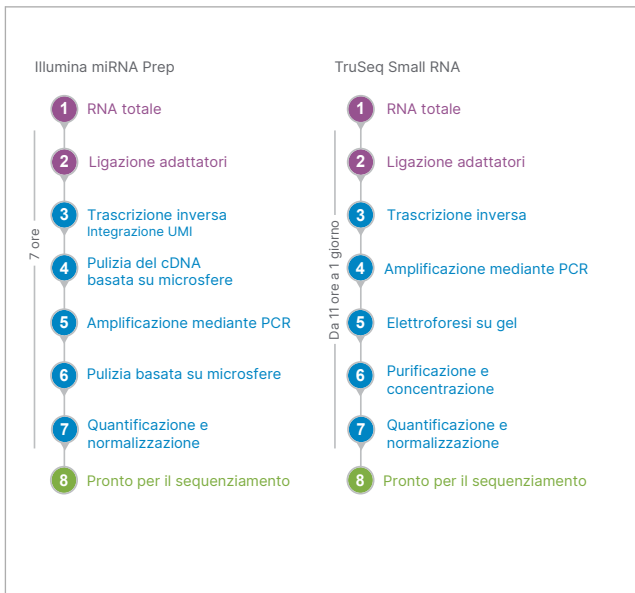 Illumina miRNA Prep
1 RNA totale
2 Ligazione adattatori
3 Trascrizione inversa
Integrazione UMI
4 Pulizia del cDNA
basata su microsfere
5 Amplificazione mediante PCR
6 Pulizia basata su microsfere
7 Quantificazione e
normalizzazione
8 Pronto per il sequenziamento
7 ore
TruSeq Small RNA
1 RNA totale
2 Ligazione adattatori
3 Trascrizione inversa
4 Amplificazione mediante PCR
5 Elettroforesi su gel
6 Purificazione e
concentrazione
7 Quantificazione e
normalizzazione
8 Pronto per il sequenziamento
Da 11 ore a 1 giorno